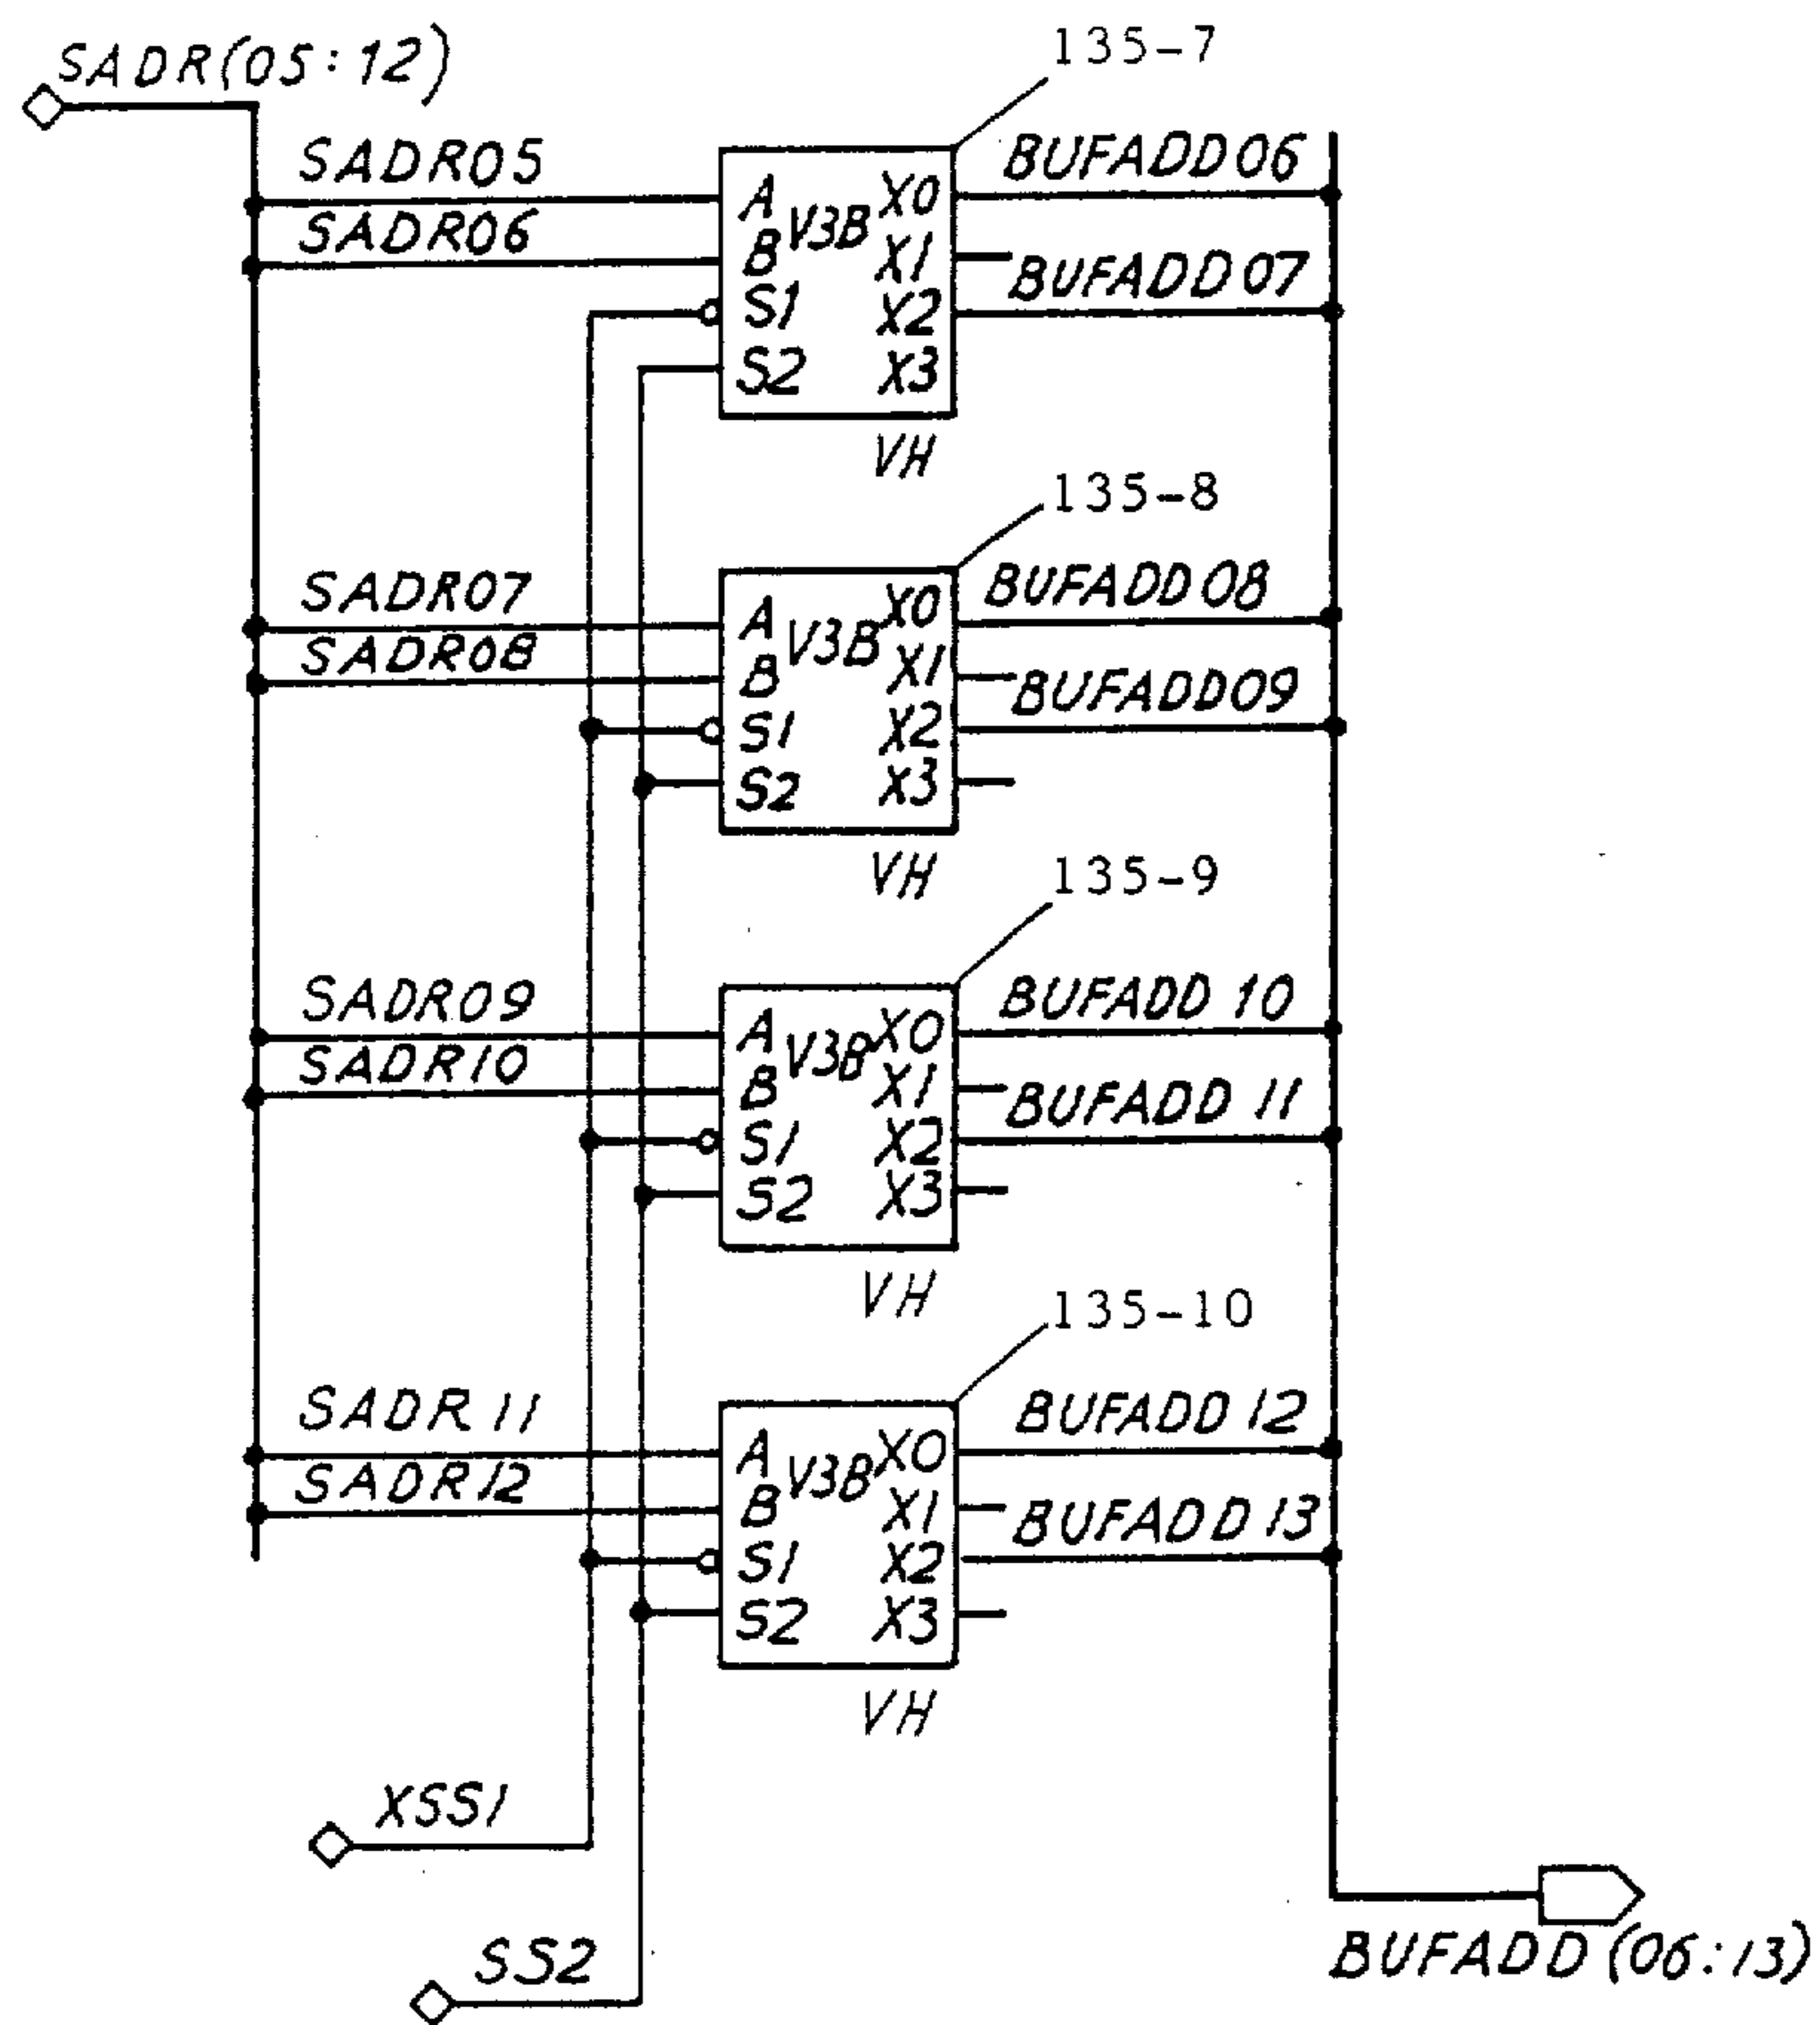 SADR(05:12)
135-7
SADR05
BUFADD06
A
V3B
X0
SADR06
B
X1
BUFADD07
S1
X2
S2
X3
VH
135-8
SADR07
BUFADD08
A
V3B
X0
SADR08
B
X1
BUFADD09
S1
X2
S2
X3
VH
135-9
SADR09
BUFADD 10
A
V3B
X0
SADR10
B
X1
BUFADD 11
S1
X2
S2
X3
VH
135-10
SADR 11
BUFADD 12
A
V3B
X0
SADR12
B
X1
BUFADD 13
S1
X2
S2
X3
VH
XSS1
SS2
BUFADD (06:13)